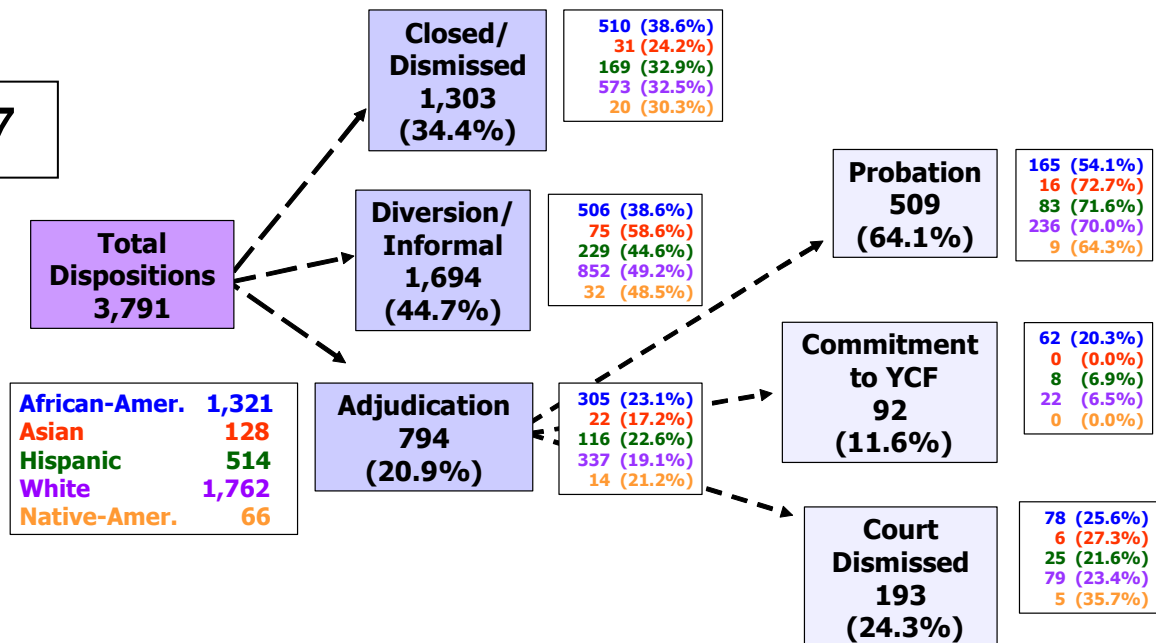 7
Closed/
Dismissed
1,303
(34.4%)
510 (38.6%)
31 (24.2%)
169 (32.9%)
573 (32.5%)
20 (30.3%)
Total
Dispositions
3,791
Diversion/
Informal
1,694
(44.7%)
506 (38.6%)
75 (58.6%)
229 (44.6%)
852 (49.2%)
32 (48.5%)
Probation
509
(64.1%)
165 (54.1%)
16 (72.7%)
83 (71.6%)
236 (70.0%)
9 (64.3%)
African-Amer. 1,321
Asian 128
Hispanic 514
White 1,762
Native-Amer. 66
Adjudication
794
(20.9%)
305 (23.1%)
22 (17.2%)
116 (22.6%)
337 (19.1%)
14 (21.2%)
Commitment
to YCF
92
(11.6%)
62 (20.3%)
0 (0.0%)
8 (6.9%)
22 (6.5%)
0 (0.0%)
Court
Dismissed
193
(24.3%)
78 (25.6%)
6 (27.3%)
25 (21.6%)
79 (23.4%)
5 (35.7%)